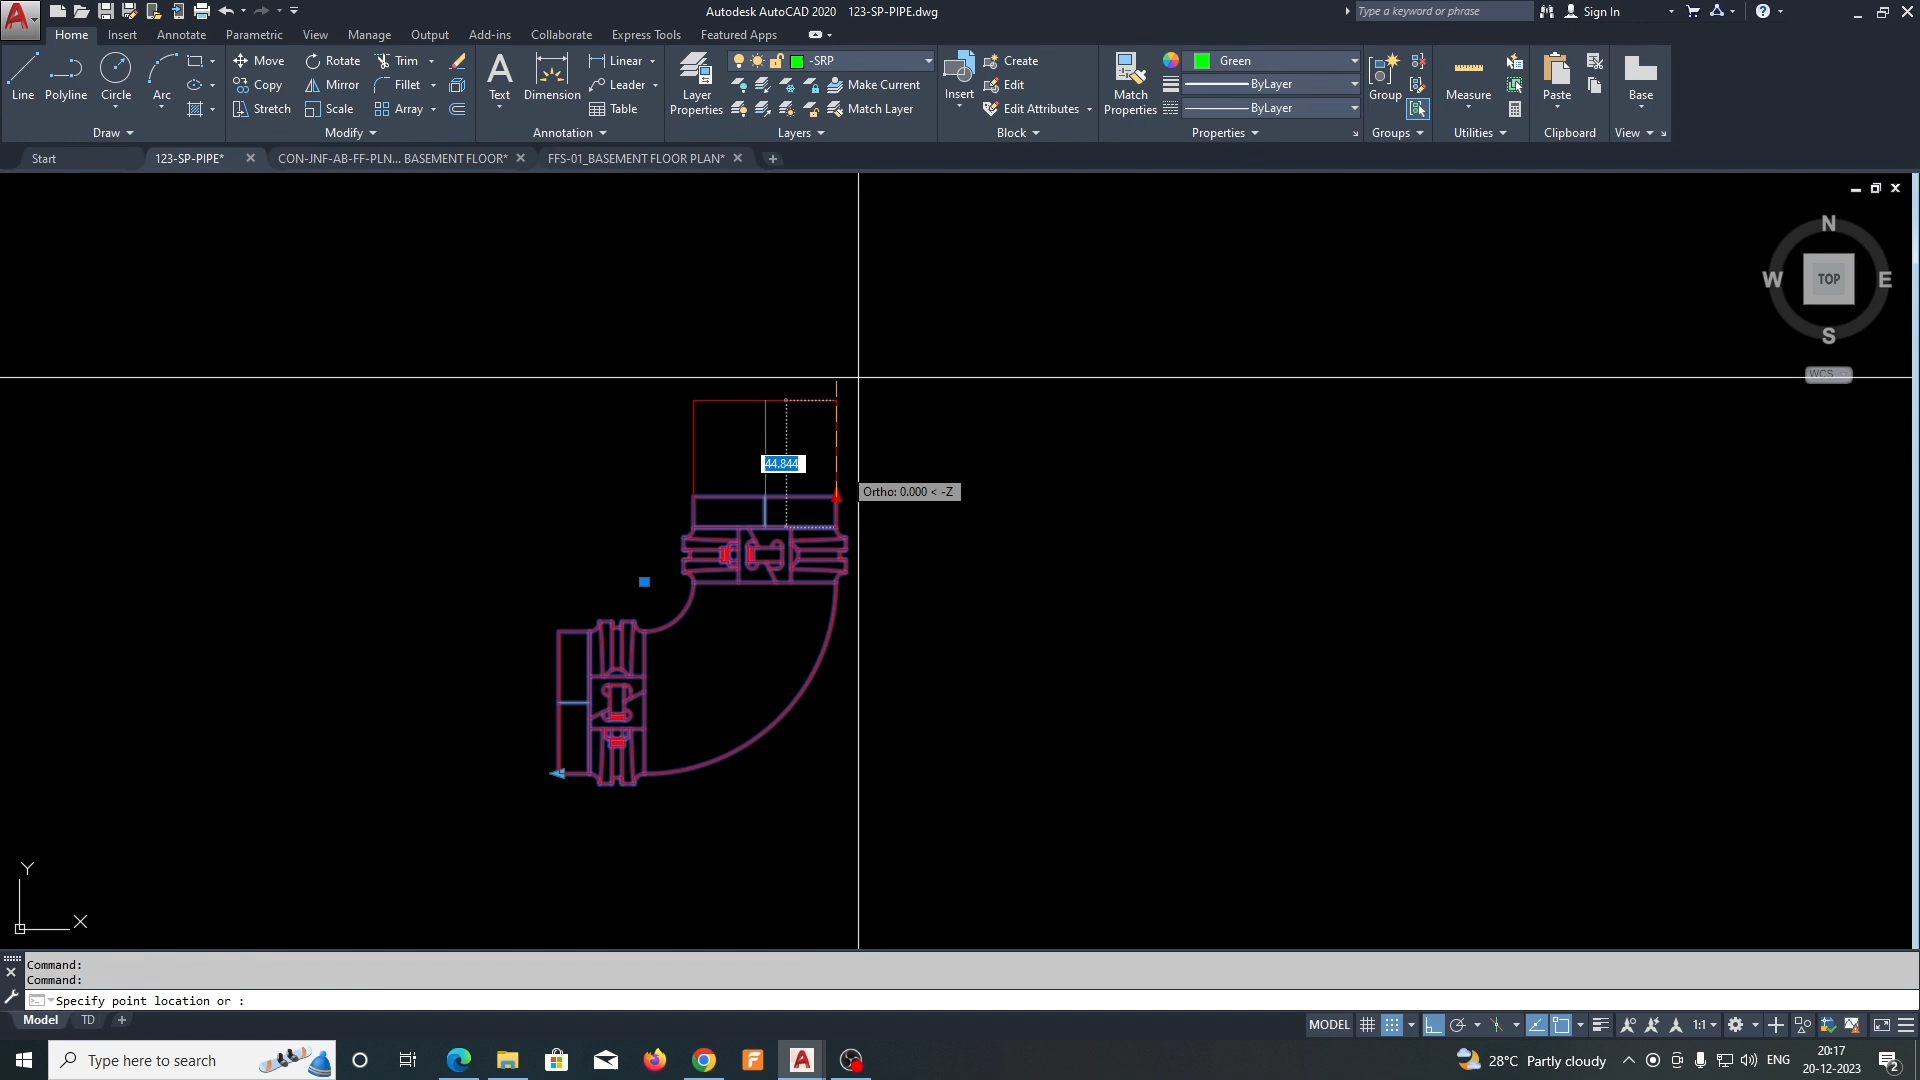 Autodesk AutoCAD 2020 123-SP-PIPE.dwg
Type a keyword or phrase
Sign In
Home Insert Annotate Parametric View Manage Output Add-ins Collaborate Express Tools Featured Apps
Line
Polyline
Circle
Arc
Move
Rotate
Trim
Copy
Mirror
Fillet
Stretch
Scale
Array
Text
Dimension
Linear
Leader
Table
Layer
Properties
-SRP
Make Current
Match Layer
Insert
Create
Edit
Edit Attributes
Match
Properties
Green
ByLayer
ByLayer
Group
Measure
Paste
Base
Draw Modify Annotation Layers Block Properties Groups Utilities Clipboard View
Start 123-SP-PIPE* CON-JNF-AB-FF-PLN... BASEMENT FLOOR* FFS-01_BASEMENT FLOOR PLAN*
N
W TOP E
S
WCS
44.844
Ortho: 0.000 < -Z
Y
X
Command:
Command:
Specify point location or :
Model TD
MODEL 1:1
Type here to search
28°C Partly cloudy
ENG
20:17
20-12-2023
2